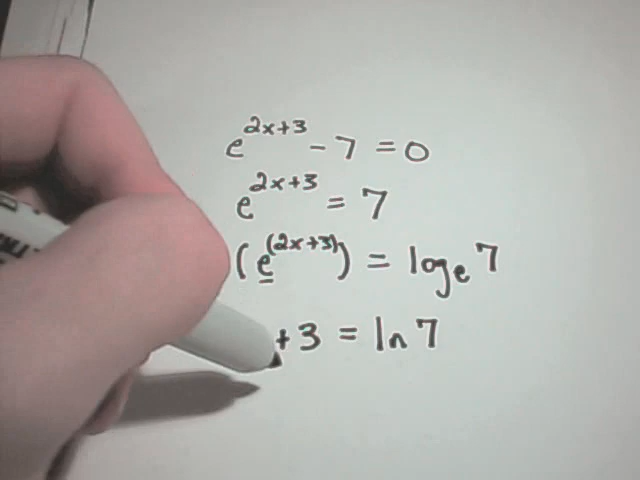 e^{2x+3} - 7 = 0
e^{2x+3} = 7
(e^{(2x+3)}) = log_e 7
+3 = ln 7